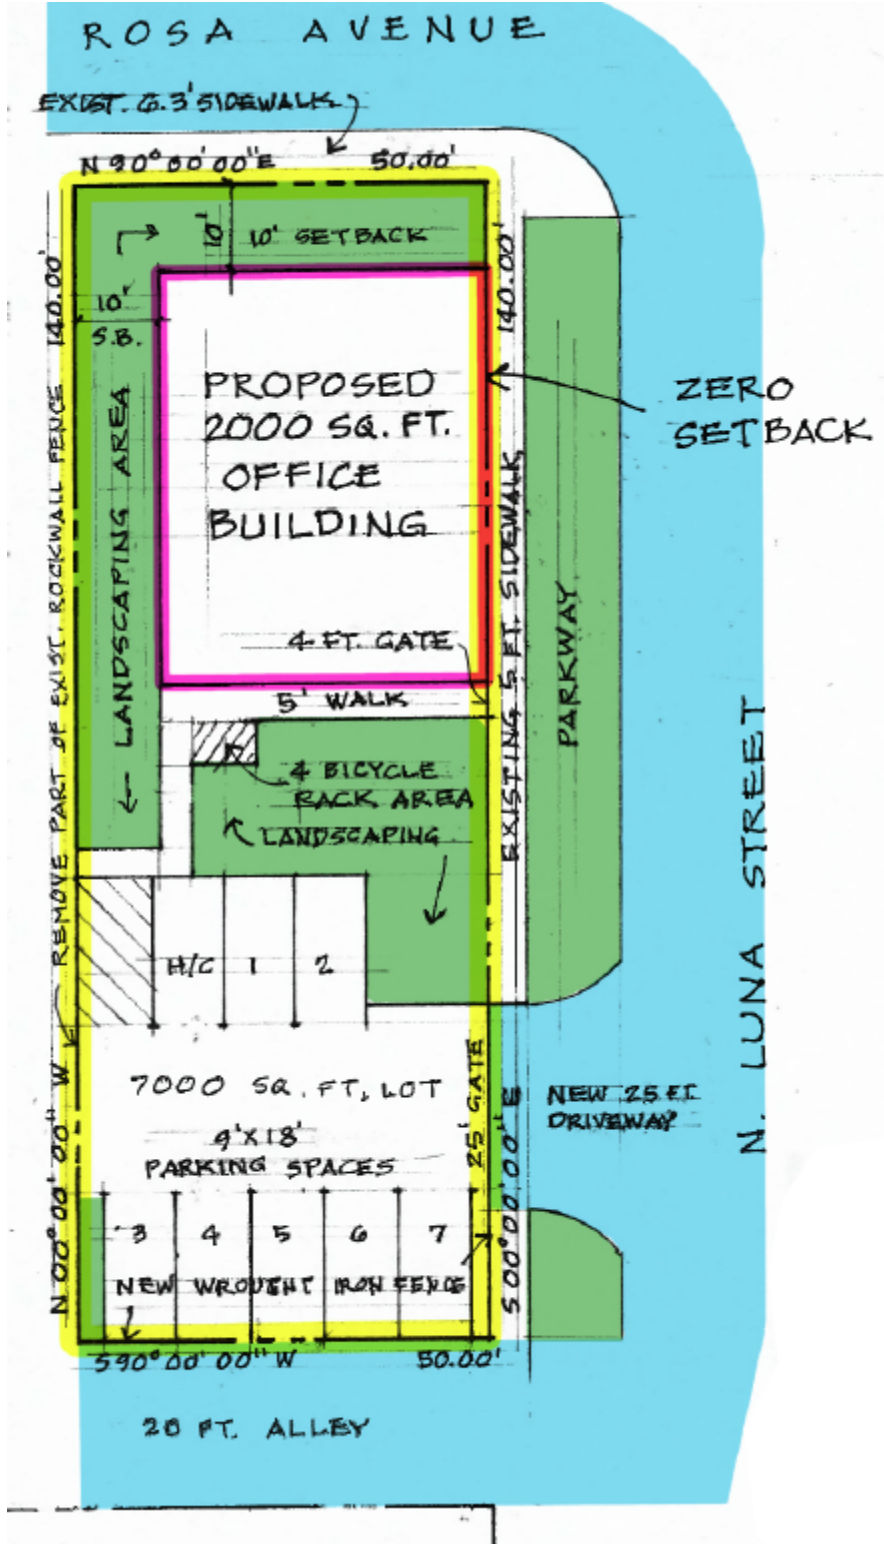 ROSA AVENUE
EXIST. 6.3' SIDEWALK
N 90° 00' 00" E 50.00'
10'
10' SETBACK
10'
S.B.
140.00'
140.00'
PROPOSED
2000 SQ. FT.
OFFICE
BUILDING
ZERO
SETBACK
LANDSCAPING AREA
REMOVE PART OF EXIST. ROCKWALL FENCE
EXISTING 5 FT. SIDEWALK
PARKWAY
4 FT. GATE
5' WALK
4 BICYCLE
RACK AREA
LANDSCAPING
N. LUNA STREET
H/C 1 2
7000 SQ. FT. LOT
9'X18'
PARKING SPACES
25' GATE
NEW 25 FT.
DRIVEWAY
3 4 5 6 7
NEW WROUGHT IRON FENCE
N 00° 00' 00" W
S 00° 00' 00" E
S 90° 00' 00" W 50.00'
20 FT. ALLEY